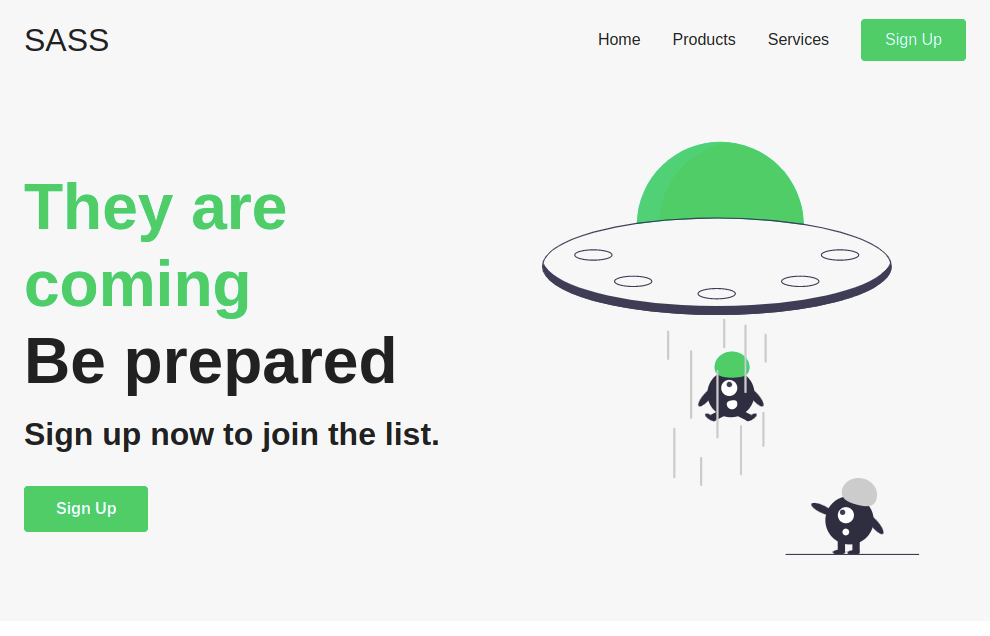 SASS
Home
Products
Services
Sign Up
They are
coming
Be prepared
Sign up now to join the list.
Sign Up